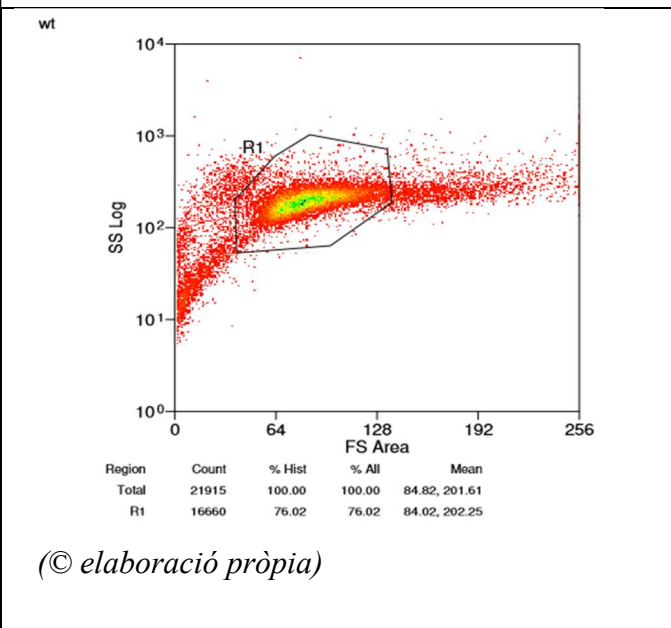 wt
10⁴
10³
R1
10²
SS Log
10¹
10⁰
0 64 128 192 256
FS Area
Region Count % Hist % All Mean
Total 21915 100.00 100.00 84.82, 201.61
R1 16660 76.02 76.02 84.02, 202.25
(© elaboració pròpia)